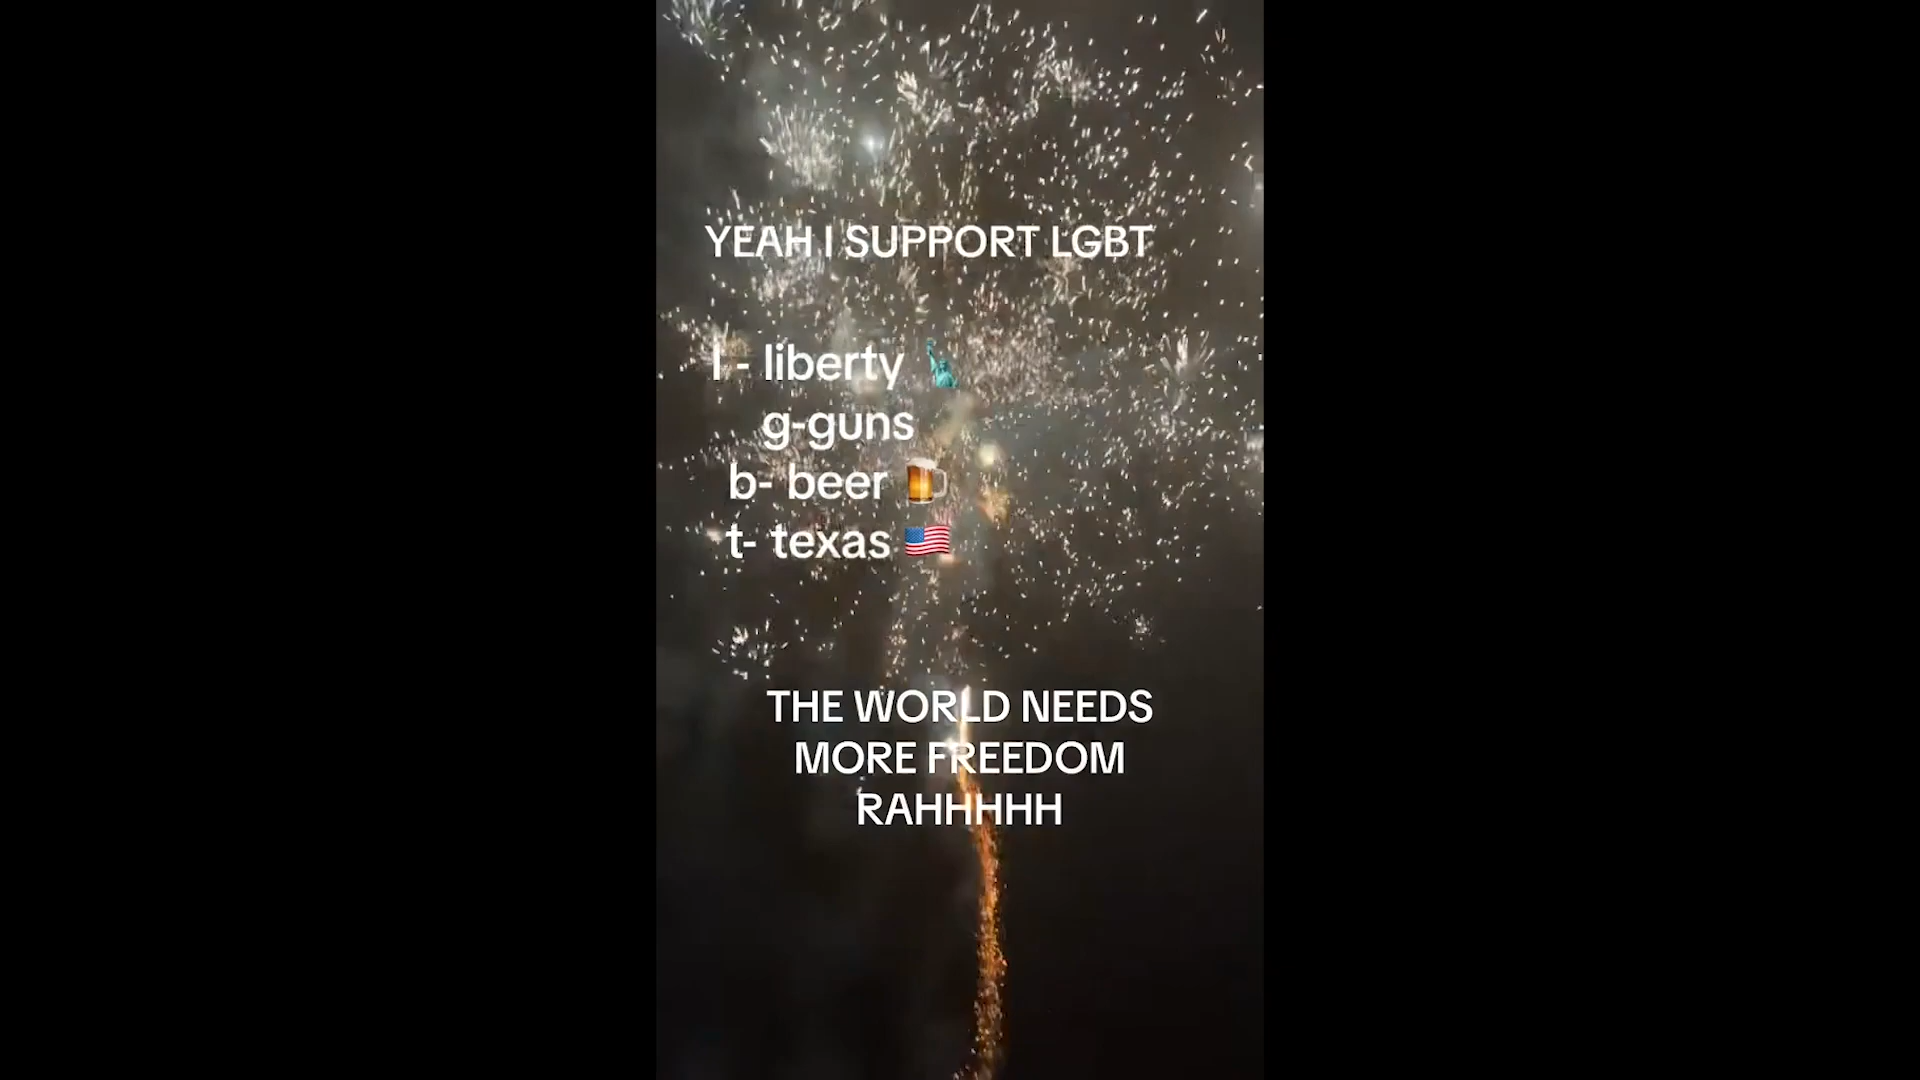 YEAH I SUPPORT LGBT
l - liberty 🗽
g-guns
b- beer 🍺
t- texas 🇺🇸
THE WORLD NEEDS
MORE FREEDOM
RAHHHHH